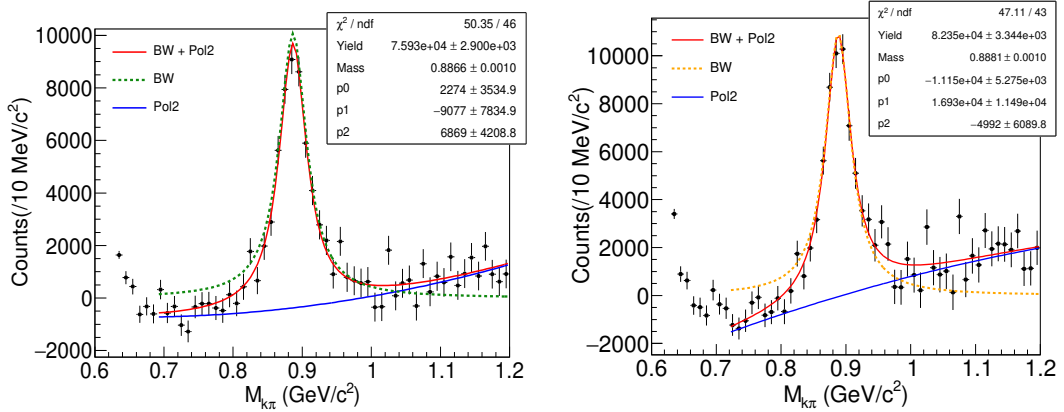 χ² / ndf 50.35 / 46
Yield 7.593e+04 ± 2.900e+03
Mass 0.8866 ± 0.0010
p0 2274 ± 3534.9
p1 −9077 ± 7834.9
p2 6869 ± 4208.8
BW + Pol2
BW
Pol2
Counts(/10 MeV/c²)
10000
8000
6000
4000
2000
0
−2000
0.6 0.7 0.8 0.9 1 1.1 1.2
M_kπ (GeV/c²)
χ² / ndf 47.11 / 43
Yield 8.235e+04 ± 3.344e+03
Mass 0.8881 ± 0.0010
p0 −1.115e+04 ± 5.275e+03
p1 1.693e+04 ± 1.149e+04
p2 −4992 ± 6089.8
BW + Pol2
BW
Pol2
Counts(/10 MeV/c²)
10000
8000
6000
4000
2000
0
−2000
0.6 0.7 0.8 0.9 1 1.1 1.2
M_kπ (GeV/c²)